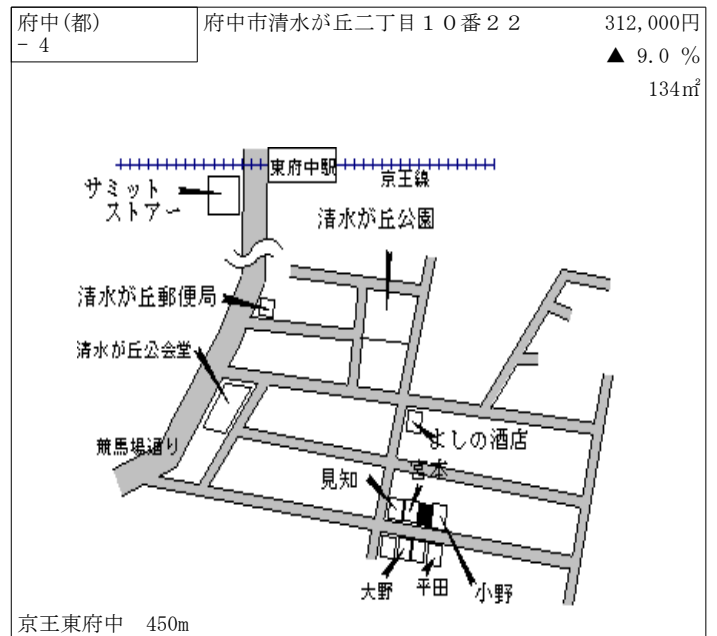 府中(都)
- 4
府中市清水が丘二丁目１０番２２
312,000円
▲ 9.0 %
134㎡
東府中駅
京王線
サミット
ストアー
清水が丘公園
清水が丘郵便局
清水が丘公会堂
競馬場通り
よしの酒店
宮本
見知
大野
平田
小野
京王東府中 450m